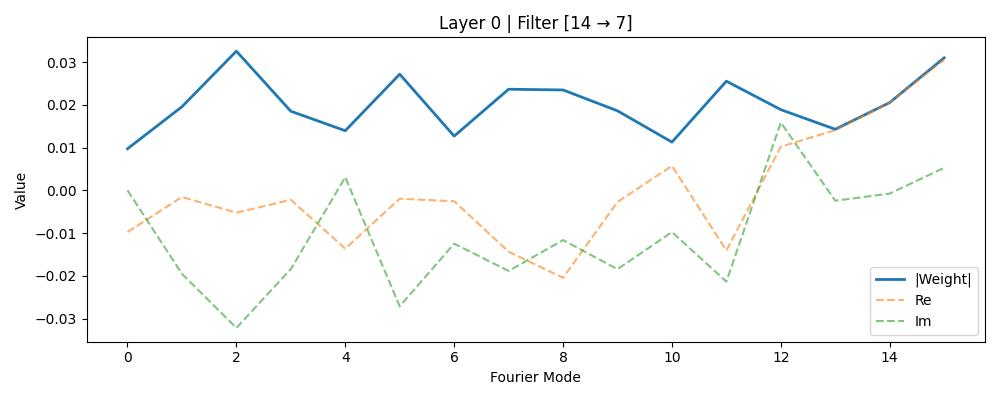 Layer 0 | Filter [14 → 7]
Value
0.03
0.02
0.01
0.00
−0.01
−0.02
−0.03
0 2 4 6 8 10 12 14
Fourier Mode
|Weight|
Re
Im